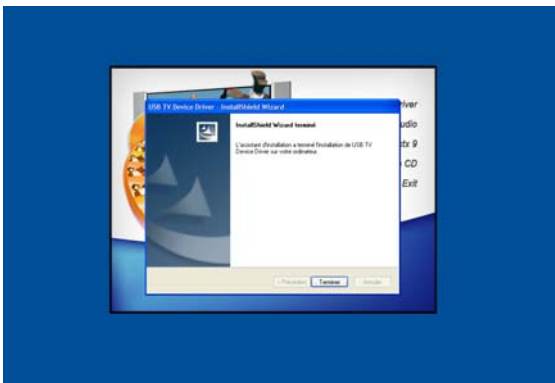 USB TV Device Driver - InstallShield Wizard
river
InstallShield Wizard terminé
udio
L'assistant d'installation a terminé l'installation de USB TV
Device Driver sur votre ordinateur.
ctx 9
CD
Exit
< Précédent
Terminer
Annuler